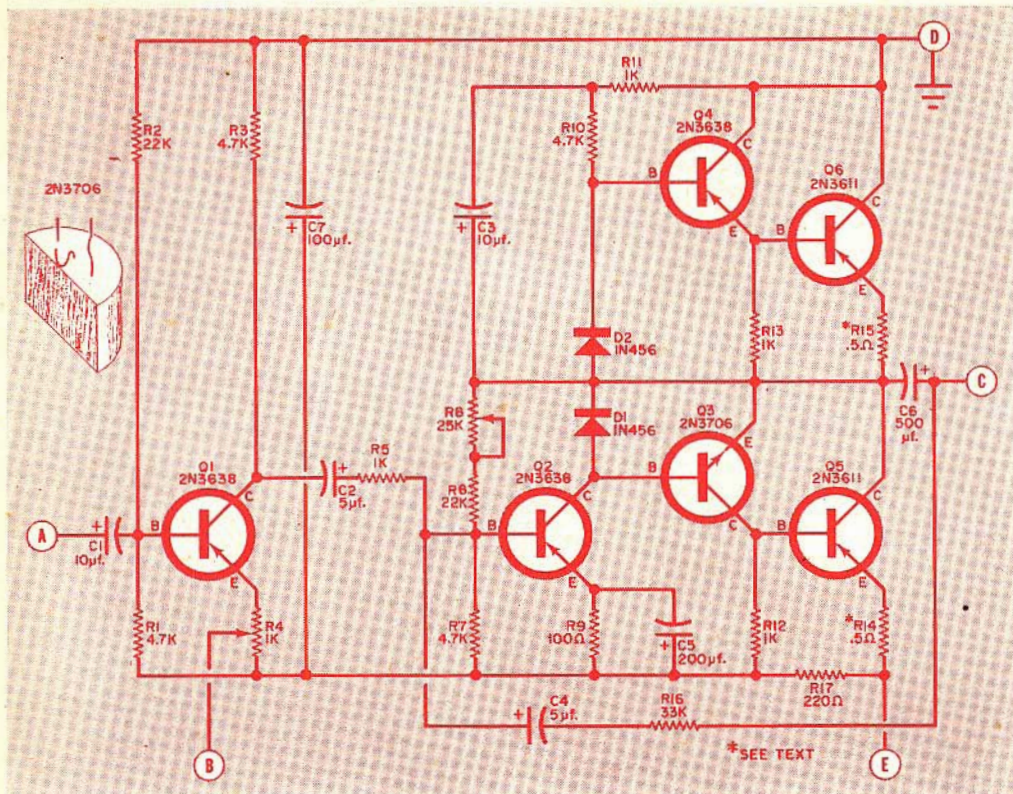 D
R11
1K
Q4
2N3638
R2
22K
R3
4.7K
R10
4.7K
C
Q6
2N3611
B
2N3706
C
+
C7
100µf.
+
C3
10µf.
E
B
E
D2
1N456
R13
1K
*R15
.5Ω
+
C
C6
500
µf.
R8
25K
D1
1N456
Q3
2N3706
E
Q1
2N3638
R5
1K
Q2
2N3638
B
Q5
2N3611
C
+
C2
5µf.
R6
22K
C
C
A
+
C1
10µf.
B
B
C
B
E
E
E
R1
4.7K
R4
1K
R7
4.7K
R9
100Ω
+
C5
200µf.
R12
1K
*R14
.5Ω
R17
220Ω
C4
+
5µf.
R16
33K
*SEE TEXT
B
E